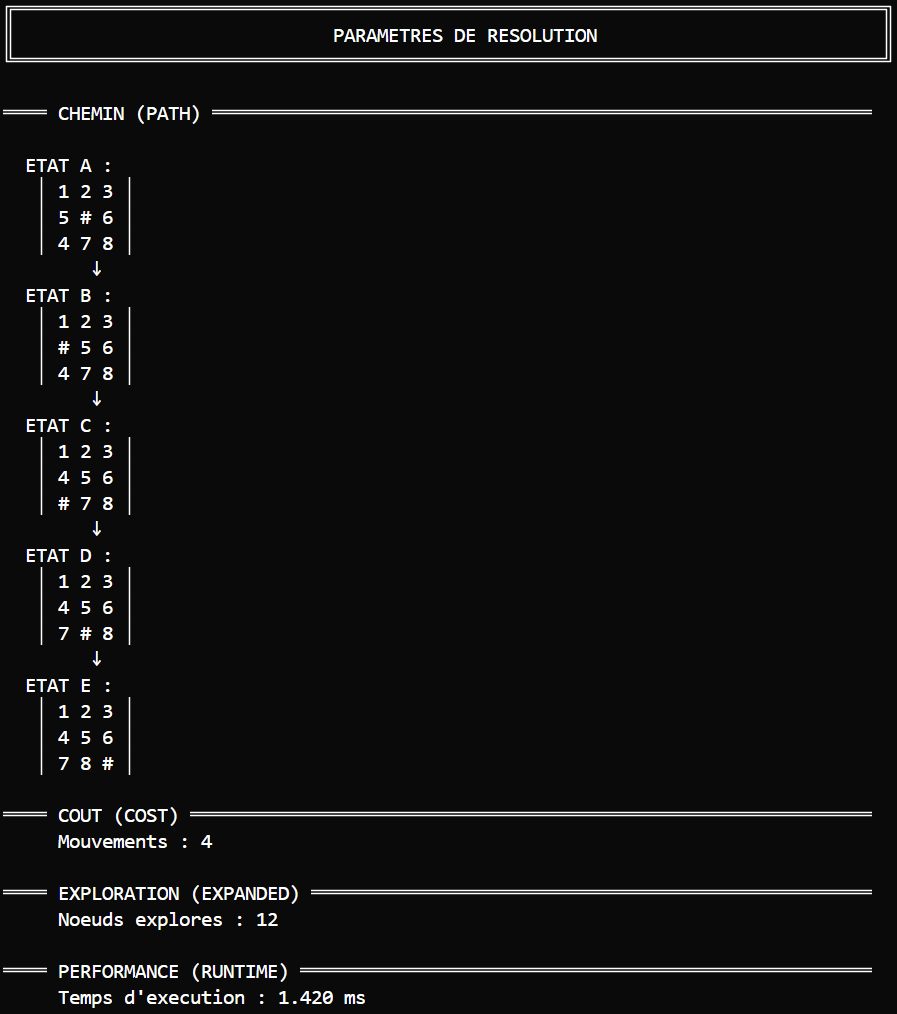 PARAMETRES DE RESOLUTION
CHEMIN (PATH)
ETAT A :
1 2 3
5 # 6
4 7 8
↓
ETAT B :
1 2 3
# 5 6
4 7 8
↓
ETAT C :
1 2 3
4 5 6
# 7 8
↓
ETAT D :
1 2 3
4 5 6
7 # 8
↓
ETAT E :
1 2 3
4 5 6
7 8 #
COUT (COST)
Mouvements : 4
EXPLORATION (EXPANDED)
Noeuds explores : 12
PERFORMANCE (RUNTIME)
Temps d'execution : 1.420 ms